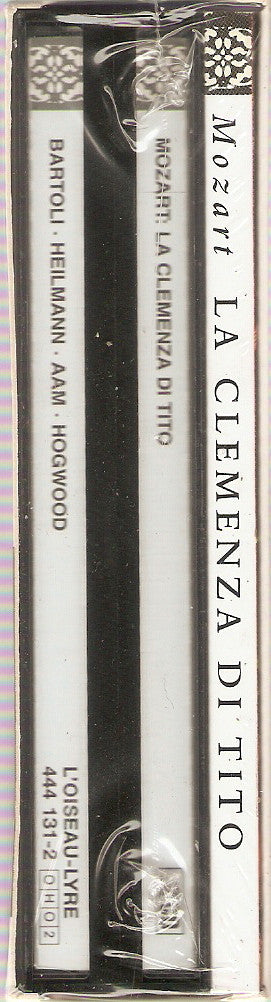 Mozart LA CLEMENZA DI TITO
MOZART: LA CLEMENZA DI TITO
BARTOLI · HEILMANN · AAM · HOGWOOD
L'OISEAU-LYRE
444 131-2 OHO2